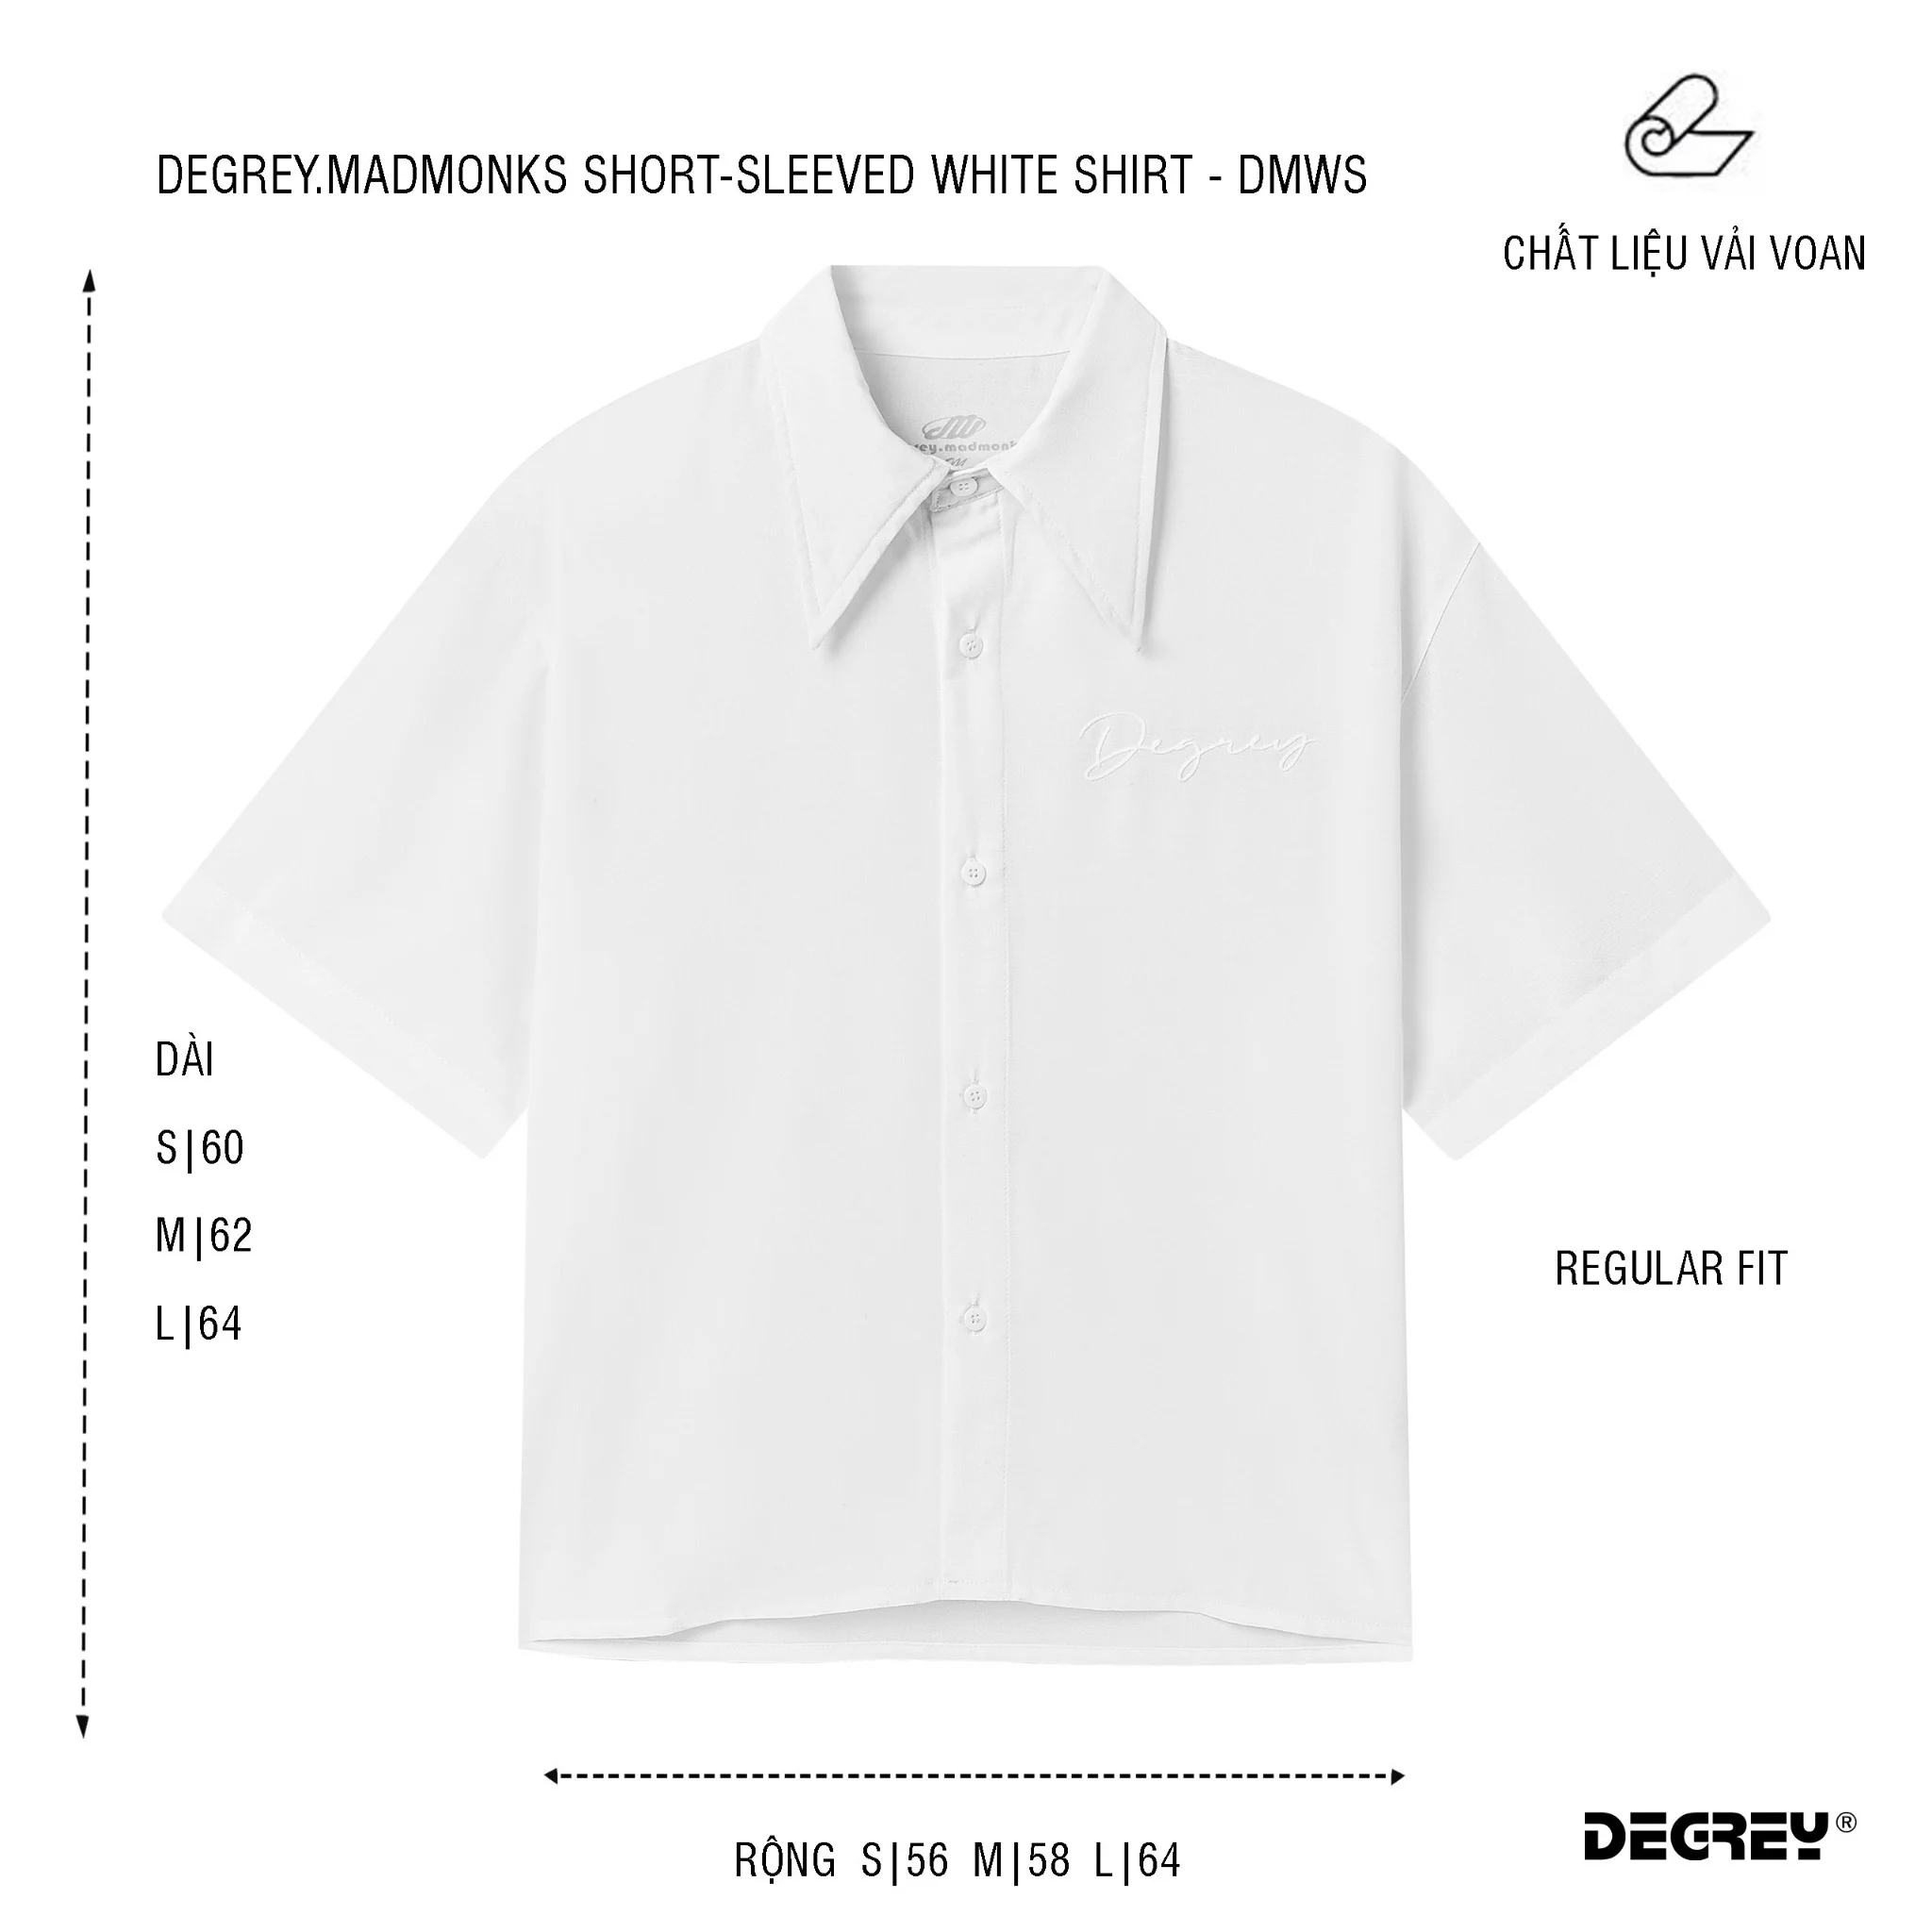 DEGREY.MADMONKS SHORT-SLEEVED WHITE SHIRT - DMWS
CHẤT LIỆU VẢI VOAN
Degrey
DÀI
S|60
M|62
L|64
REGULAR FIT
RỘNG S|56 M|58 L|64
DEGREY®